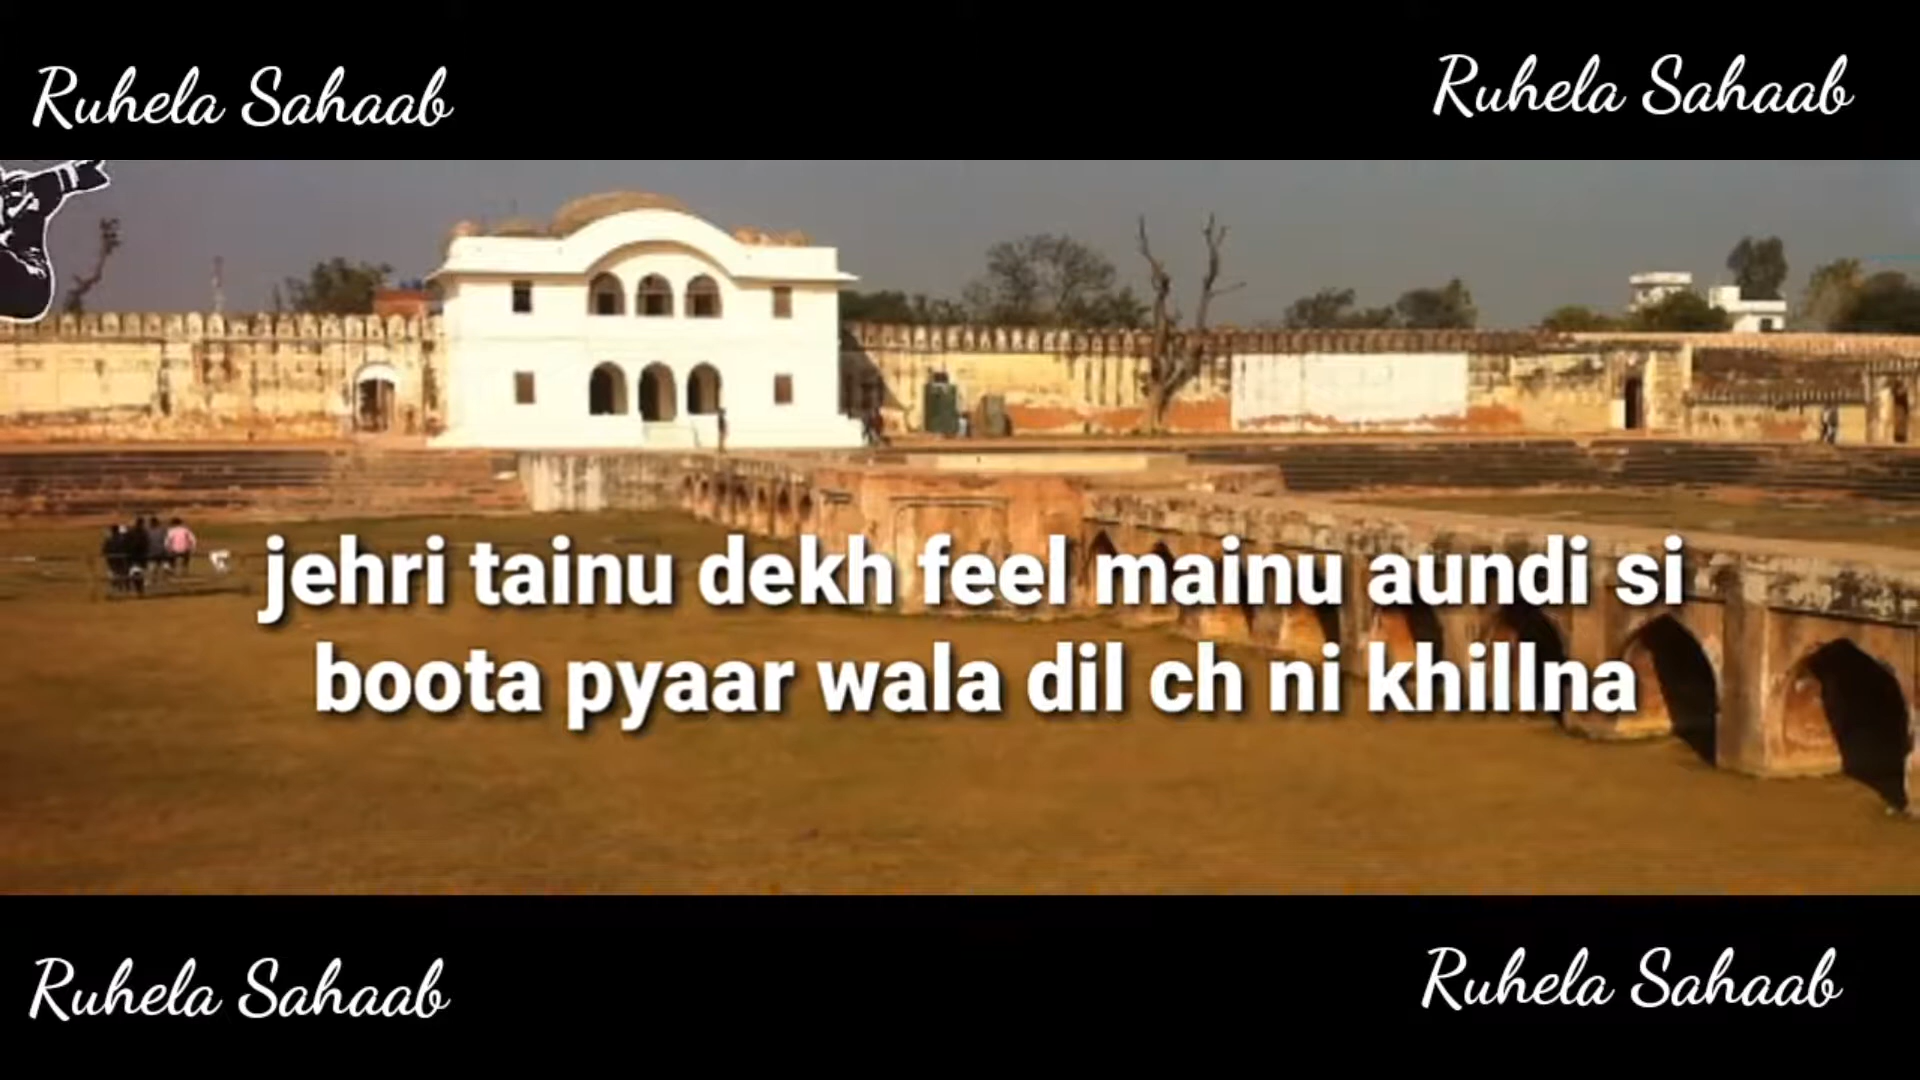 Ruhela Sahaab
Ruhela Sahaab
jehri tainu dekh feel mainu aundi si
boota pyaar wala dil ch ni khillna
Ruhela Sahaab
Ruhela Sahaab